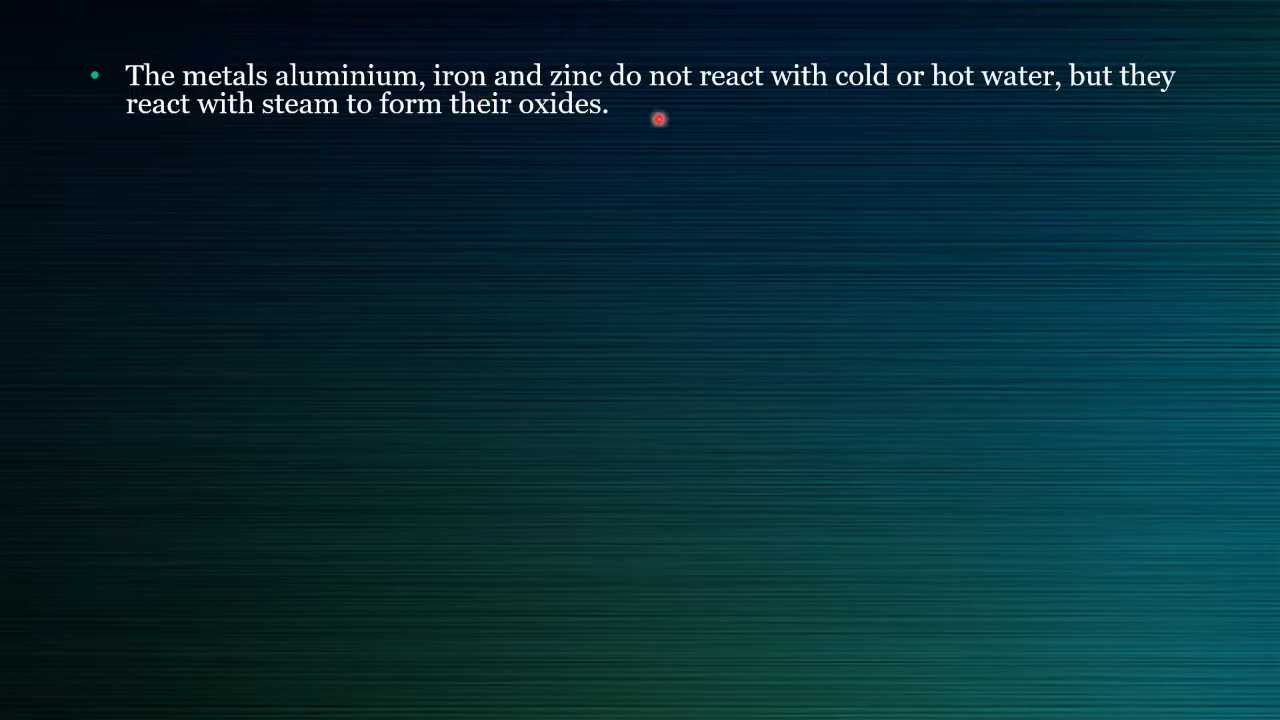 • The metals aluminium, iron and zinc do not react with cold or hot water, but they
react with steam to form their oxides.